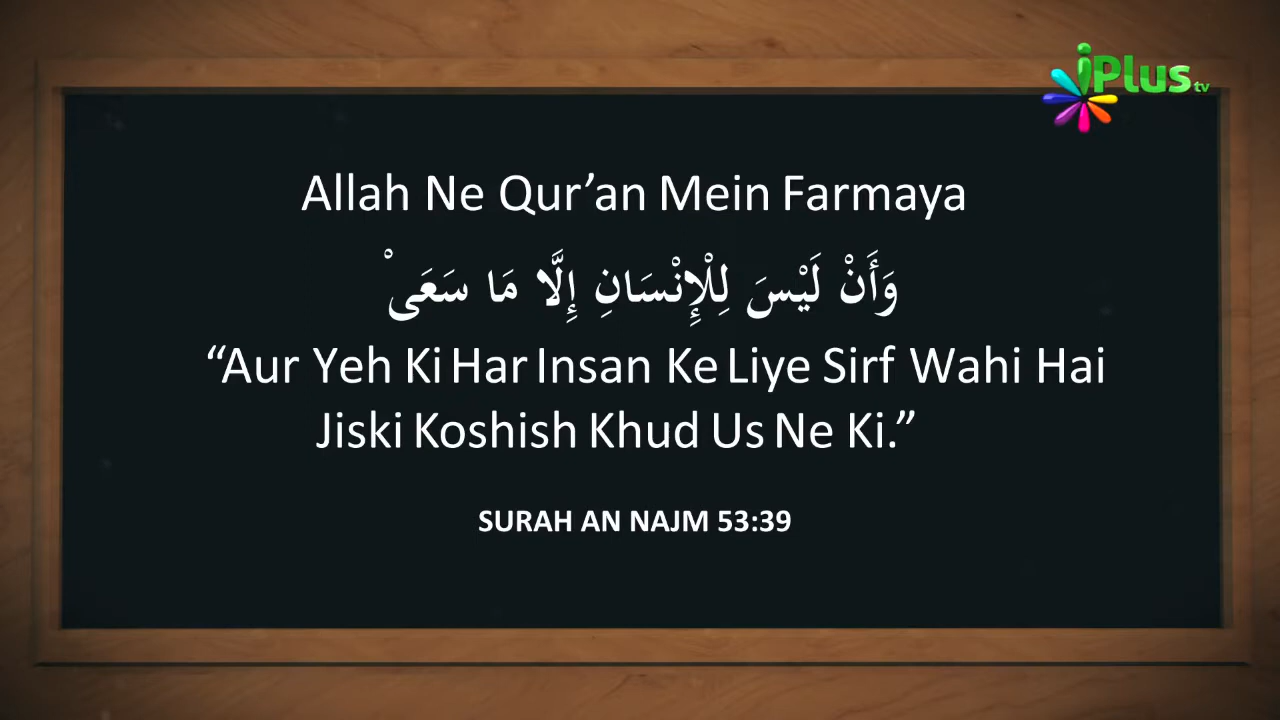 iPlus tv
Allah Ne Qur’an Mein Farmaya
وَأَنْ لَيْسَ لِلْإِنْسَانِ إِلَّا مَا سَعَىْ
“Aur Yeh Ki Har Insan Ke Liye Sirf Wahi Hai
Jiski Koshish Khud Us Ne Ki.”
SURAH AN NAJM 53:39